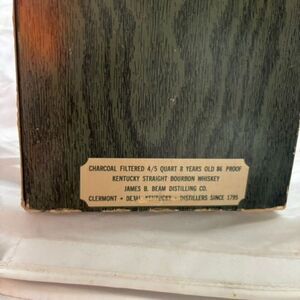 CHARCOAL FILTERED 4/5 QUART 8 YEARS OLD 86 PROOF
KENTUCKY STRAIGHT BOURBON WHISKEY
JAMES B. BEAM DISTILLING CO.
CLERMONT • KENTUCKY • DISTILLERS SINCE 1795